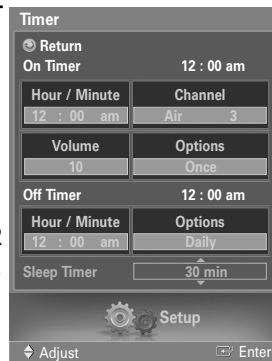 Timer
Return
On Timer 12 : 00 am
Hour / Minute Channel
12 : 00 am Air 3
Volume Options
10 Once
Off Timer 12 : 00 am
Hour / Minute Options
12 : 00 am Daily
Sleep Timer 30 min
Setup
Adjust Enter